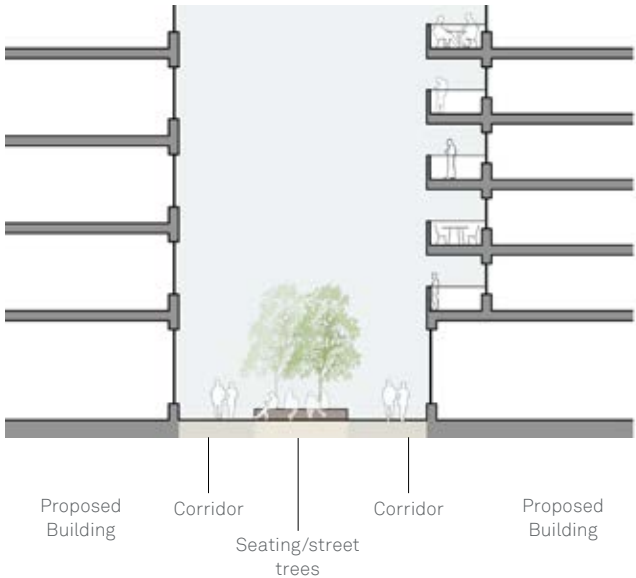 Proposed
Building
Corridor
Seating/street
trees
Corridor
Proposed
Building